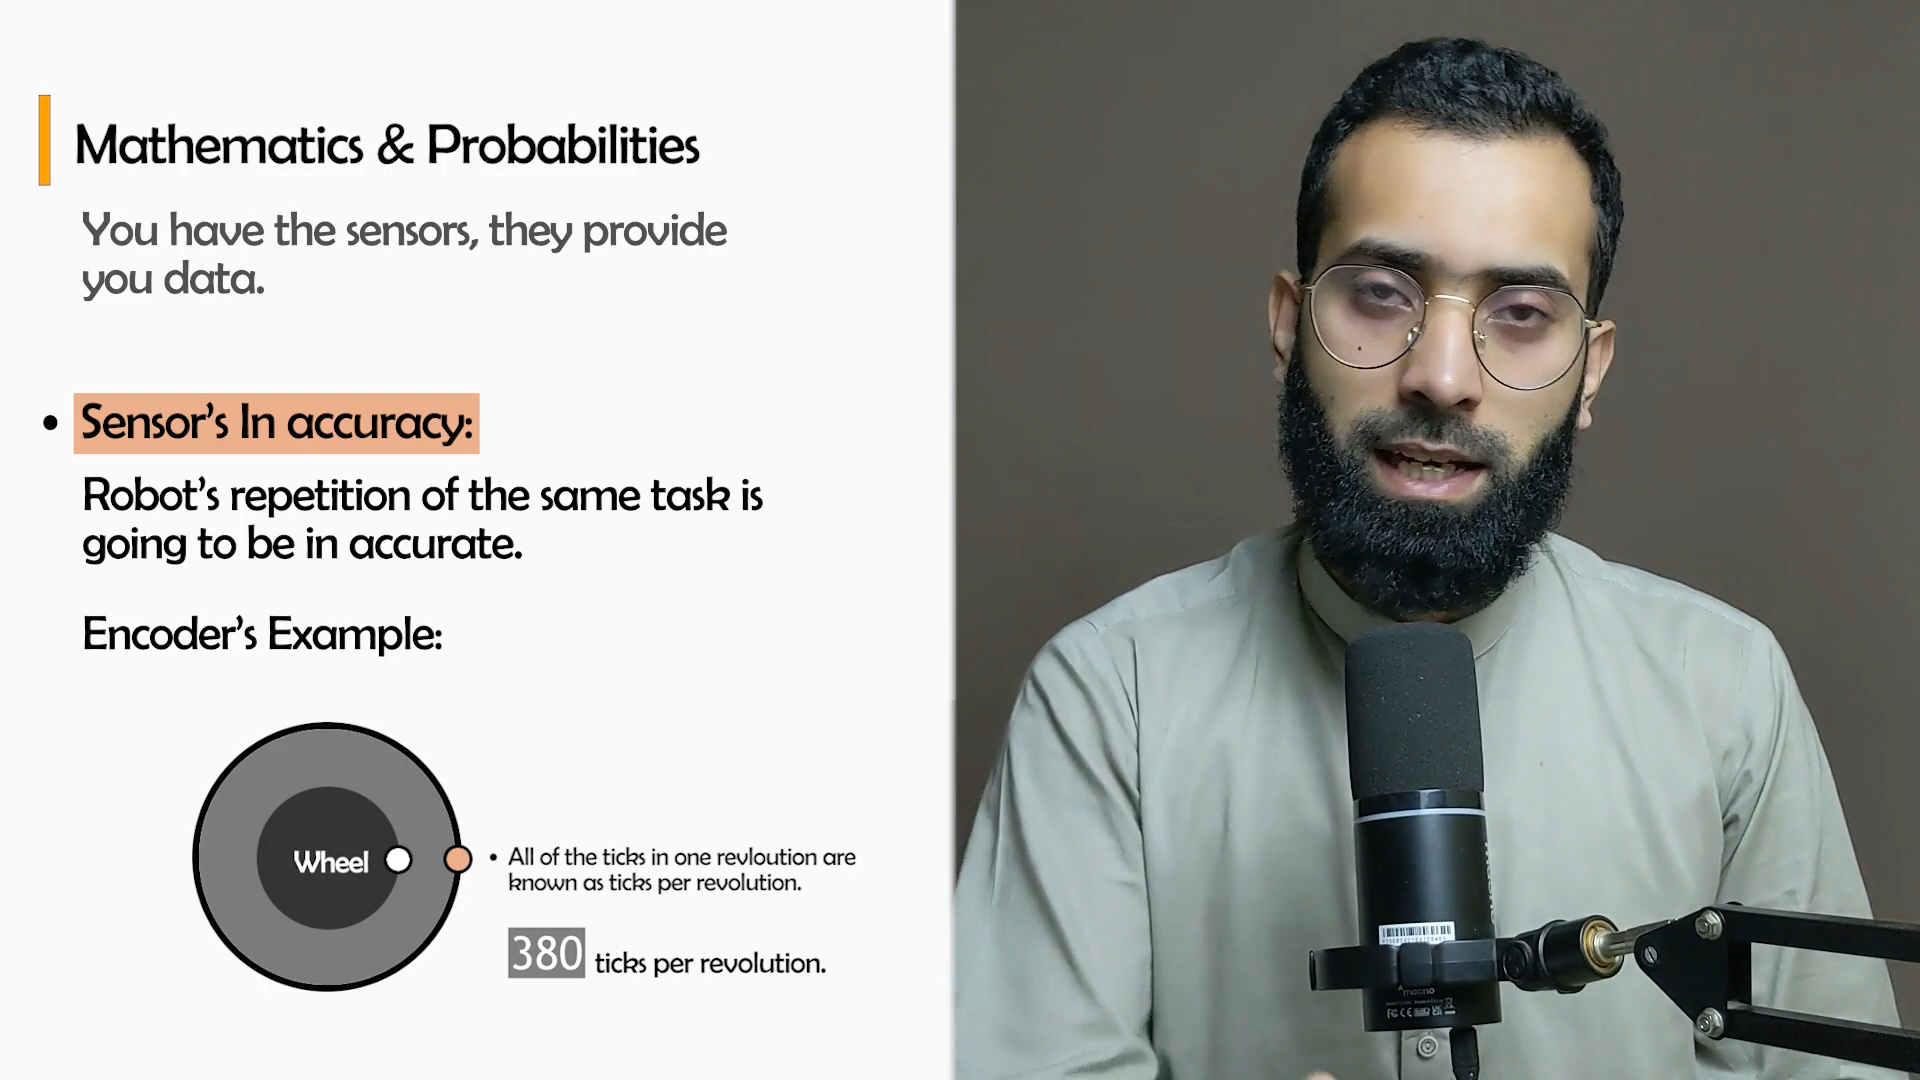 Mathematics & Probabilities
You have the sensors, they provide
you data.
• Sensor's In accuracy:
Robot's repetition of the same task is
going to be in accurate.
Encoder's Example:
Wheel
• All of the ticks in one revloution are
known as ticks per revolution.
380 ticks per revolution.
maono